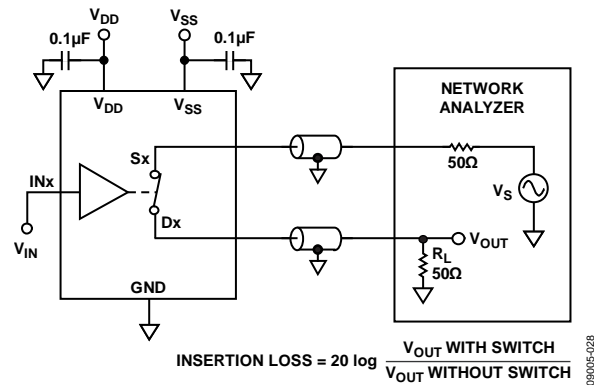 VDD
VSS
0.1µF
0.1µF
VDD
VSS
NETWORK
ANALYZER
Sx
50Ω
INx
VS
Dx
VOUT
VIN
RL
50Ω
GND
INSERTION LOSS = 20 log VOUT WITH SWITCH
VOUT WITHOUT SWITCH
09005-028